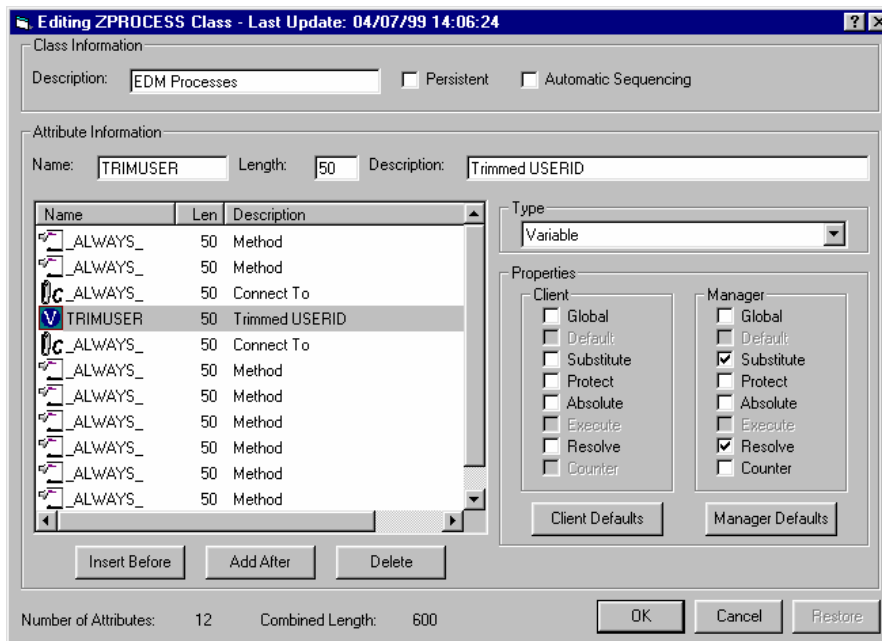 Editing ZPROCESS Class - Last Update: 04/07/99 14:06:24
Class Information
Description: EDM Processes Persistent Automatic Sequencing
Attribute Information
Name: TRIMUSER Length: 50 Description: Trimmed USERID
Name Len Description
_ALWAYS_ 50 Method
_ALWAYS_ 50 Method
_ALWAYS_ 50 Connect To
TRIMUSER 50 Trimmed USERID
_ALWAYS_ 50 Connect To
_ALWAYS_ 50 Method
_ALWAYS_ 50 Method
_ALWAYS_ 50 Method
_ALWAYS_ 50 Method
_ALWAYS_ 50 Method
_ALWAYS_ 50 Method
Type
Variable
Properties
Client
Global
Default
Substitute
Protect
Absolute
Execute
Resolve
Counter
Client Defaults
Manager
Global
Default
Substitute
Protect
Absolute
Execute
Resolve
Counter
Manager Defaults
Insert Before Add After Delete
Number of Attributes: 12 Combined Length: 600
OK Cancel Restore